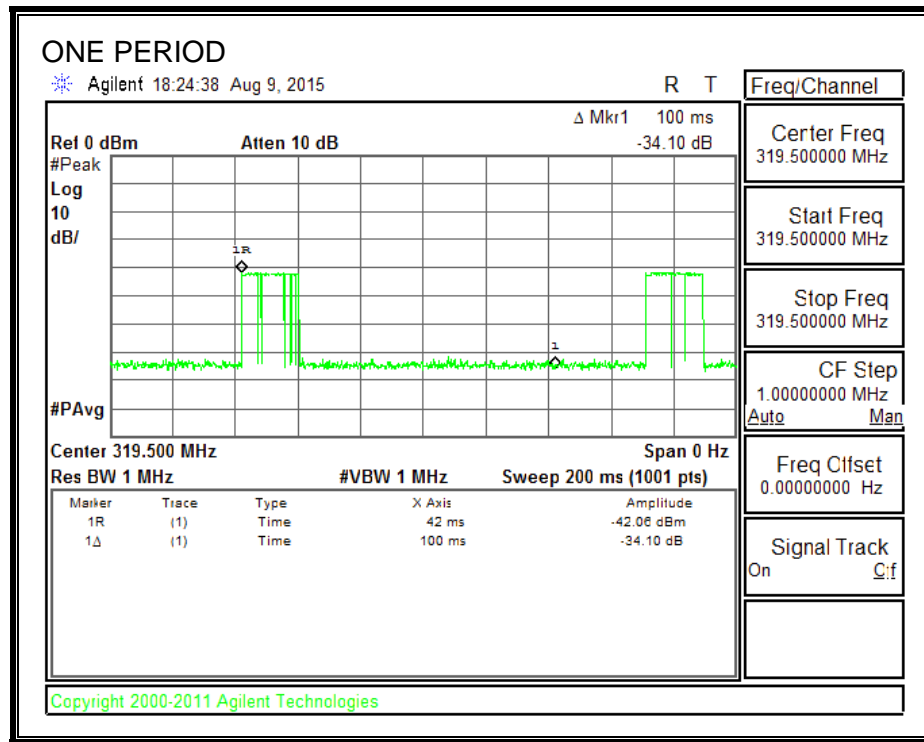 ONE PERIOD
Agilent 18:24:38 Aug 9, 2015 R T
Δ Mkr1 100 ms
Ref 0 dBm Atten 10 dB -34.10 dB
#Peak
Log
10
dB/
1R
1
#PAvg
Center 319.500 MHz Span 0 Hz
Res BW 1 MHz #VBW 1 MHz Sweep 200 ms (1001 pts)
Marker Trace Type X Axis Amplitude
1R (1) Time 42 ms -42.06 dBm
1Δ (1) Time 100 ms -34.10 dB
Freq/Channel
Center Freq
319.500000 MHz
Start Freq
319.500000 MHz
Stop Freq
319.500000 MHz
CF Step
1.00000000 MHz
Auto Man
Freq Offset
0.00000000 Hz
Signal Track
On Off
Copyright 2000-2011 Agilent Technologies